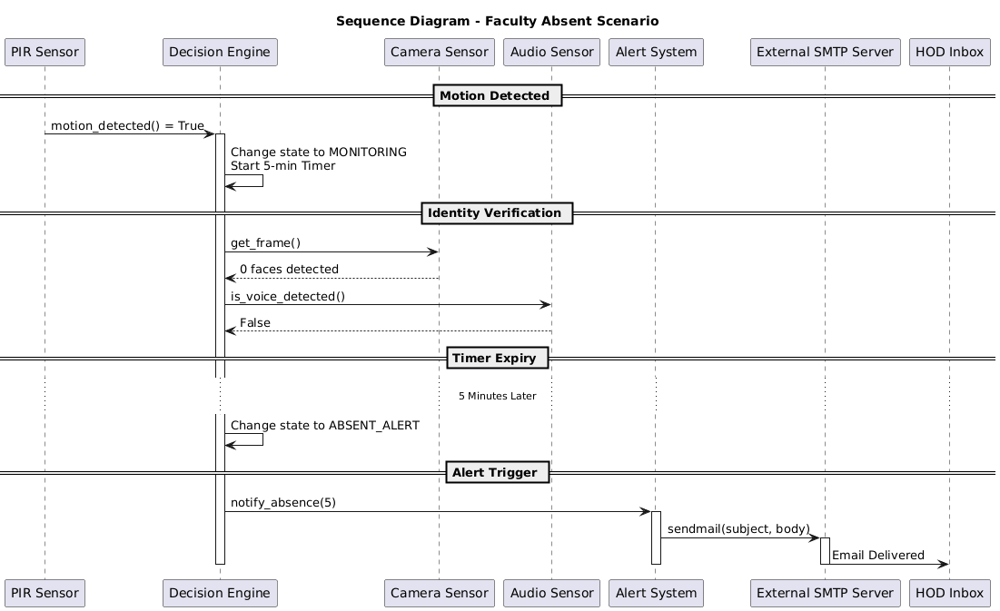 Sequence Diagram - Faculty Absent Scenario
PIR Sensor
Decision Engine
Camera Sensor
Audio Sensor
Alert System
External SMTP Server
HOD Inbox
Motion Detected
motion_detected() = True
Change state to MONITORING
Start 5-min Timer
Identity Verification
get_frame()
0 faces detected
is_voice_detected()
False
Timer Expiry
5 Minutes Later
Change state to ABSENT_ALERT
Alert Trigger
notify_absence(5)
sendmail(subject, body)
Email Delivered
PIR Sensor
Decision Engine
Camera Sensor
Audio Sensor
Alert System
External SMTP Server
HOD Inbox